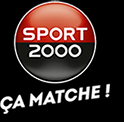 SPORT
2000
ÇA MATCHE !